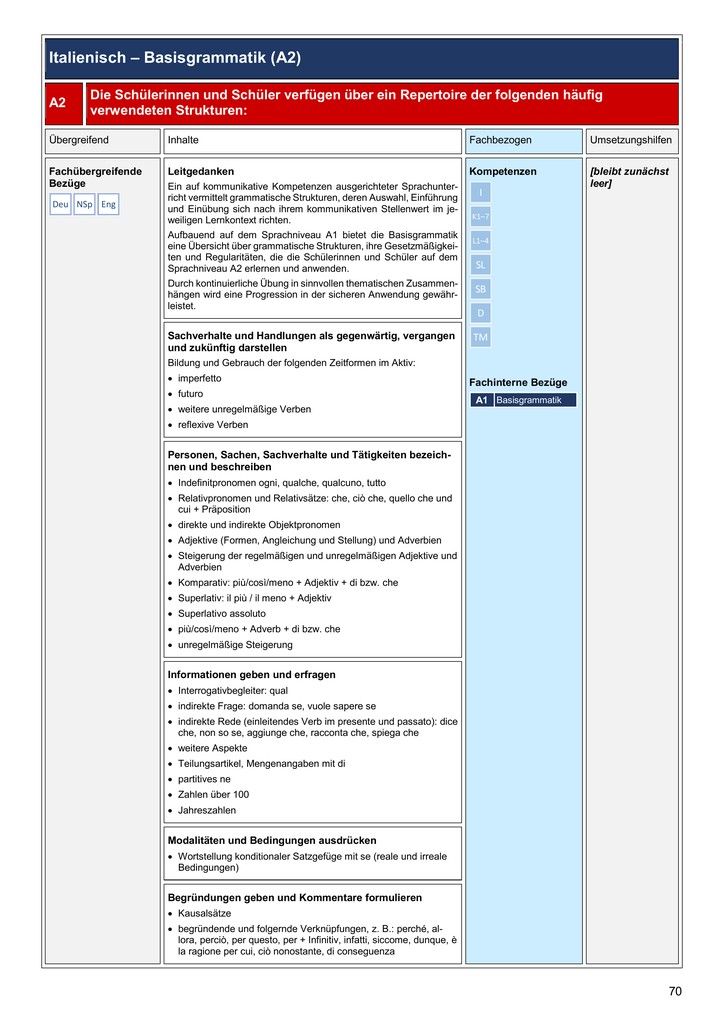 Italienisch – Basisgrammatik (A2)
A2
Die Schülerinnen und Schüler verfügen über ein Repertoire der folgenden häufig
verwendeten Strukturen:
Übergreifend
Inhalte
Fachbezogen
Umsetzungshilfen
Fachübergreifende
Bezüge
Deu NSp Eng
Leitgedanken
Ein auf kommunikative Kompetenzen ausgerichteter Sprachunter-
richt vermittelt grammatische Strukturen, deren Auswahl, Einführung
und Einübung sich nach ihrem kommunikativen Stellenwert im je-
weiligen Lernkontext richten.
Aufbauend auf dem Sprachniveau A1 bietet die Basisgrammatik
eine Übersicht über grammatische Strukturen, ihre Gesetzmäßigkei-
ten und Regularitäten, die die Schülerinnen und Schüler auf dem
Sprachniveau A2 erlernen und anwenden.
Durch kontinuierliche Übung in sinnvollen thematischen Zusammen-
hängen wird eine Progression in der sicheren Anwendung gewähr-
leistet.
Sachverhalte und Handlungen als gegenwärtig, vergangen
und zukünftig darstellen
Bildung und Gebrauch der folgenden Zeitformen im Aktiv:
• imperfetto
• futuro
• weitere unregelmäßige Verben
• reflexive Verben
Personen, Sachen, Sachverhalte und Tätigkeiten bezeich-
nen und beschreiben
• Indefinitpronomen ogni, qualche, qualcuno, tutto
• Relativpronomen und Relativsätze: che, ciò che, quello che und
cui + Präposition
• direkte und indirekte Objektpronomen
• Adjektive (Formen, Angleichung und Stellung) und Adverbien
• Steigerung der regelmäßigen und unregelmäßigen Adjektive und
Adverbien
• Komparativ: più/così/meno + Adjektiv + di bzw. che
• Superlativ: il più / il meno + Adjektiv
• Superlativo assoluto
• più/così/meno + Adverb + di bzw. che
• unregelmäßige Steigerung
Informationen geben und erfragen
• Interrogativbegleiter: qual
• indirekte Frage: domanda se, vuole sapere se
• indirekte Rede (einleitendes Verb im presente und passato): dice
che, non so se, aggiunge che, racconta che, spiega che
• weitere Aspekte
• Teilungsartikel, Mengenangaben mit di
• partitives ne
• Zahlen über 100
• Jahreszahlen
Modalitäten und Bedingungen ausdrücken
• Wortstellung konditionaler Satzgefüge mit se (reale und irreale
Bedingungen)
Begründungen geben und Kommentare formulieren
• Kausalsätze
• begründende und folgernde Verknüpfungen, z. B.: perché, al-
lora, perciò, per questo, per + Infinitiv, infatti, siccome, dunque, è
la ragione per cui, ciò nonostante, di conseguenza
Kompetenzen
I
K1–7
L1–4
SL
SB
D
TM
Fachinterne Bezüge
A1 Basisgrammatik
[bleibt zunächst
leer]
70